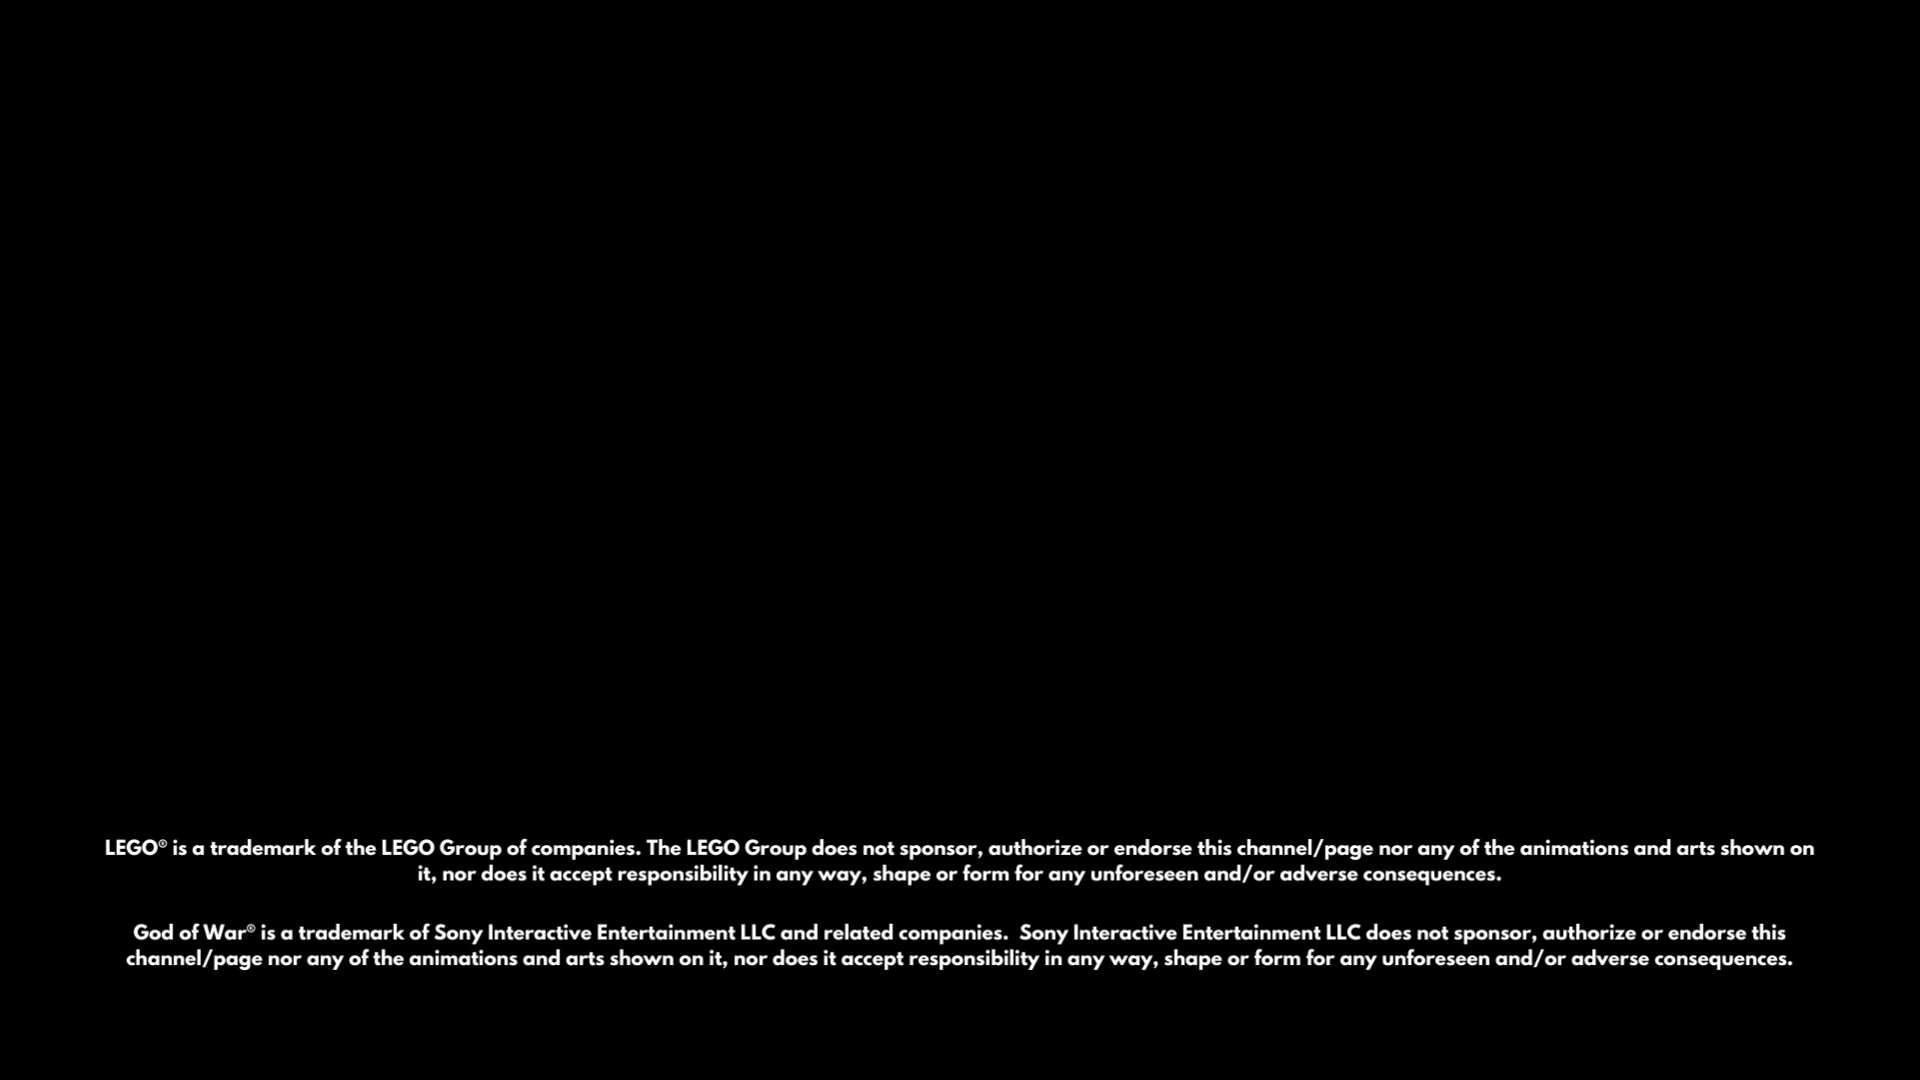 LEGO® is a trademark of the LEGO Group of companies. The LEGO Group does not sponsor, authorize or endorse this channel/page nor any of the animations and arts shown on
it, nor does it accept responsibility in any way, shape or form for any unforeseen and/or adverse consequences.
God of War® is a trademark of Sony Interactive Entertainment LLC and related companies.  Sony Interactive Entertainment LLC does not sponsor, authorize or endorse this
channel/page nor any of the animations and arts shown on it, nor does it accept responsibility in any way, shape or form for any unforeseen and/or adverse consequences.